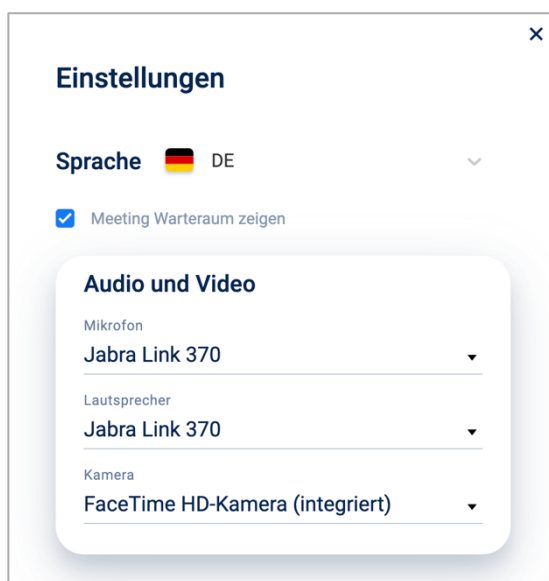 Einstellungen
Sprache DE
Meeting Warteraum zeigen
Audio und Video
Mikrofon
Jabra Link 370
Lautsprecher
Jabra Link 370
Kamera
FaceTime HD-Kamera (integriert)